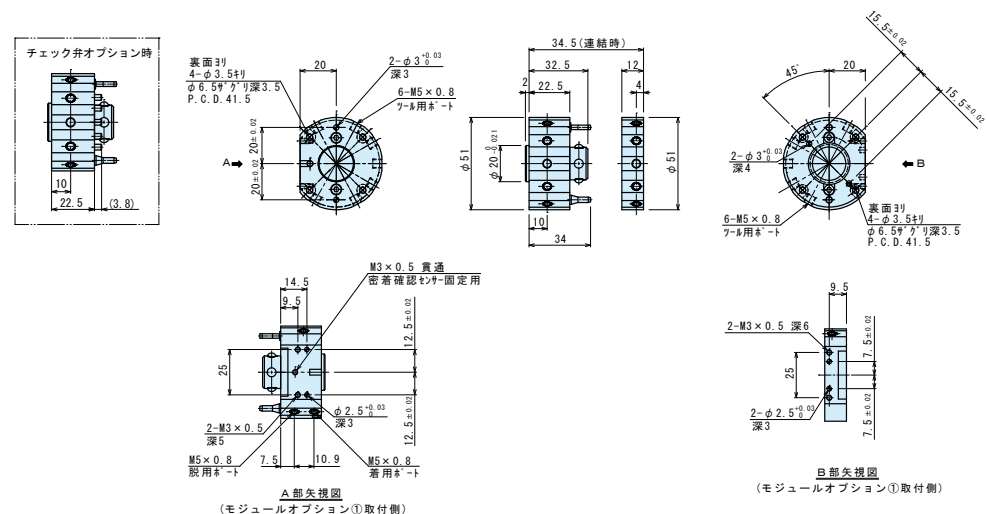 チェック弁オプション時
10
22.5
(3.8)
裏面ヨリ
4-φ3.5キリ
φ6.5ザグリ深3.5
P.C.D.41.5
20
2-φ3 +0.03 0
深3
6-M5×0.8
ツール用ポート
A
20±0.02
20±0.02
34.5(連結時)
32.5
12
2
22.5
4
φ51
φ20 0 -0.021
φ51
10
34
15.5±0.02
15.5±0.02
45°
20
2-φ3 +0.03 0
深4
B
6-M5×0.8
ツール用ポート
裏面ヨリ
4-φ3.5キリ
φ6.5ザグリ深3.5
P.C.D.41.5
M3×0.5 貫通
密着確認センサー固定用
14.5
9.5
12.5±0.02
12.5±0.02
25
φ2.5 +0.03 0
深3
2-M3×0.5
深5
M5×0.8
脱用ポート
7.5
10.9
M5×0.8
着用ポート
A部矢視図
(モジュールオプション①取付側)
9.5
2-M3×0.5 深6
7.5±0.02
7.5±0.02
25
2-φ2.5 +0.03 0
深3
B部矢視図
(モジュールオプション①取付側)